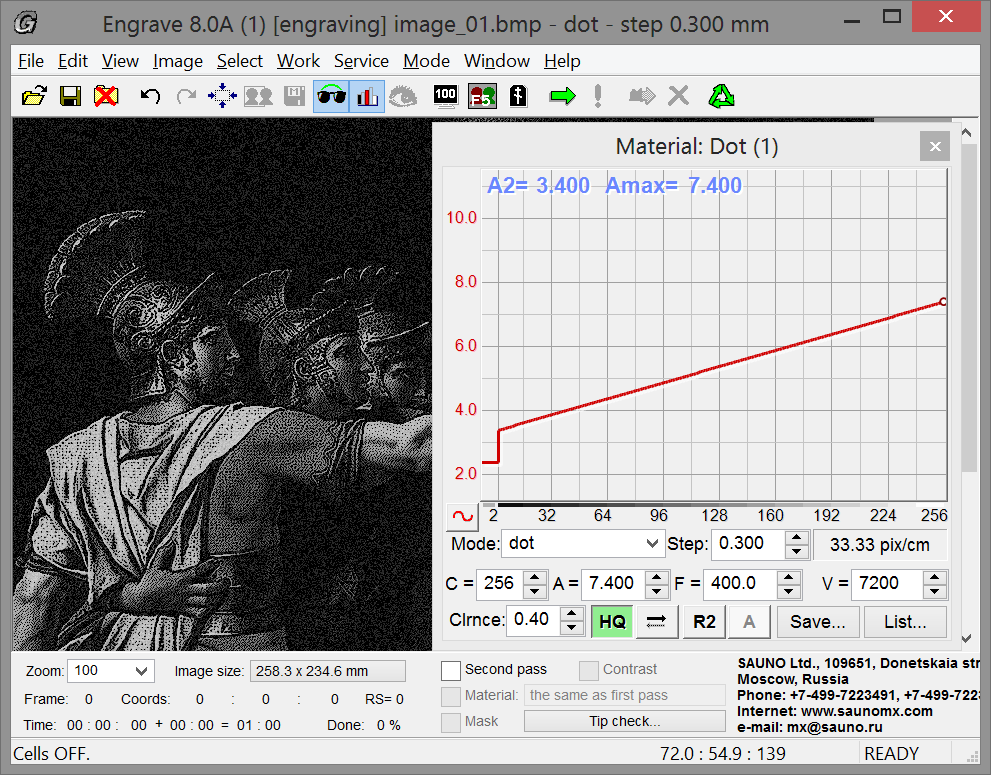 Engrave 8.0A (1) [engraving] image_01.bmp - dot - step 0.300 mm
File Edit View Image Select Work Service Mode Window Help
100 F5
Material: Dot (1)
A2= 3.400 Amax= 7.400
10.0
8.0
6.0
4.0
2.0
2 32 64 96 128 160 192 224 256
Mode: dot Step: 0.300 33.33 pix/cm
C = 256 A = 7.400 F = 400.0 V = 7200
Clrnce: 0.40 HQ R2 A Save... List...
Zoom: 100 Image size: 258.3 x 234.6 mm
Frame: 0 Coords: 0 : 0 : 0 RS= 0
Time: 00 : 00 : 00 + 00 : 00 = 01 : 00 Done: 0 %
Second pass Contrast
Material: the same as first pass
Mask Tip check...
SAUNO Ltd., 109651, Donetskaia str
Moscow, Russia
Phone: +7-499-7223491, +7-499-7223
Internet: www.saunomx.com
e-mail: mx@sauno.ru
Cells OFF. 72.0 : 54.9 : 139 READY